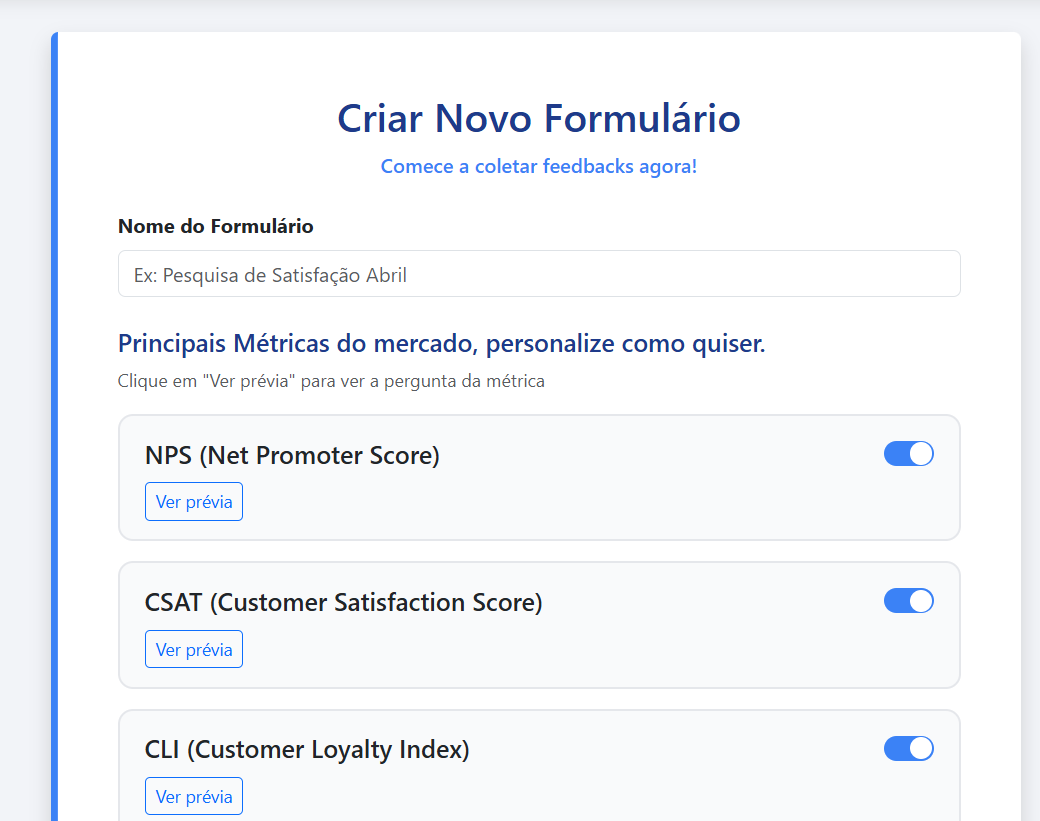 Criar Novo Formulário
Comece a coletar feedbacks agora!
Nome do Formulário
Ex: Pesquisa de Satisfação Abril
Principais Métricas do mercado, personalize como quiser.
Clique em "Ver prévia" para ver a pergunta da métrica
NPS (Net Promoter Score)
Ver prévia
CSAT (Customer Satisfaction Score)
Ver prévia
CLI (Customer Loyalty Index)
Ver prévia